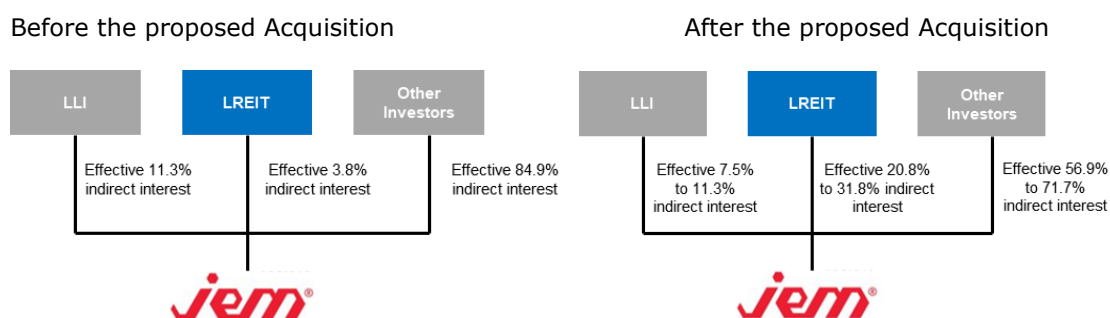 Before the proposed Acquisition
After the proposed Acquisition
LLI
LREIT
Other
Investors
LLI
LREIT
Other
Investors
Effective 11.3%
indirect interest
Effective 3.8%
indirect interest
Effective 84.9%
indirect interest
Effective 7.5%
to 11.3%
indirect interest
Effective 20.8%
to 31.8% indirect
interest
Effective 56.9%
to 71.7%
indirect interest
jem®
jem®